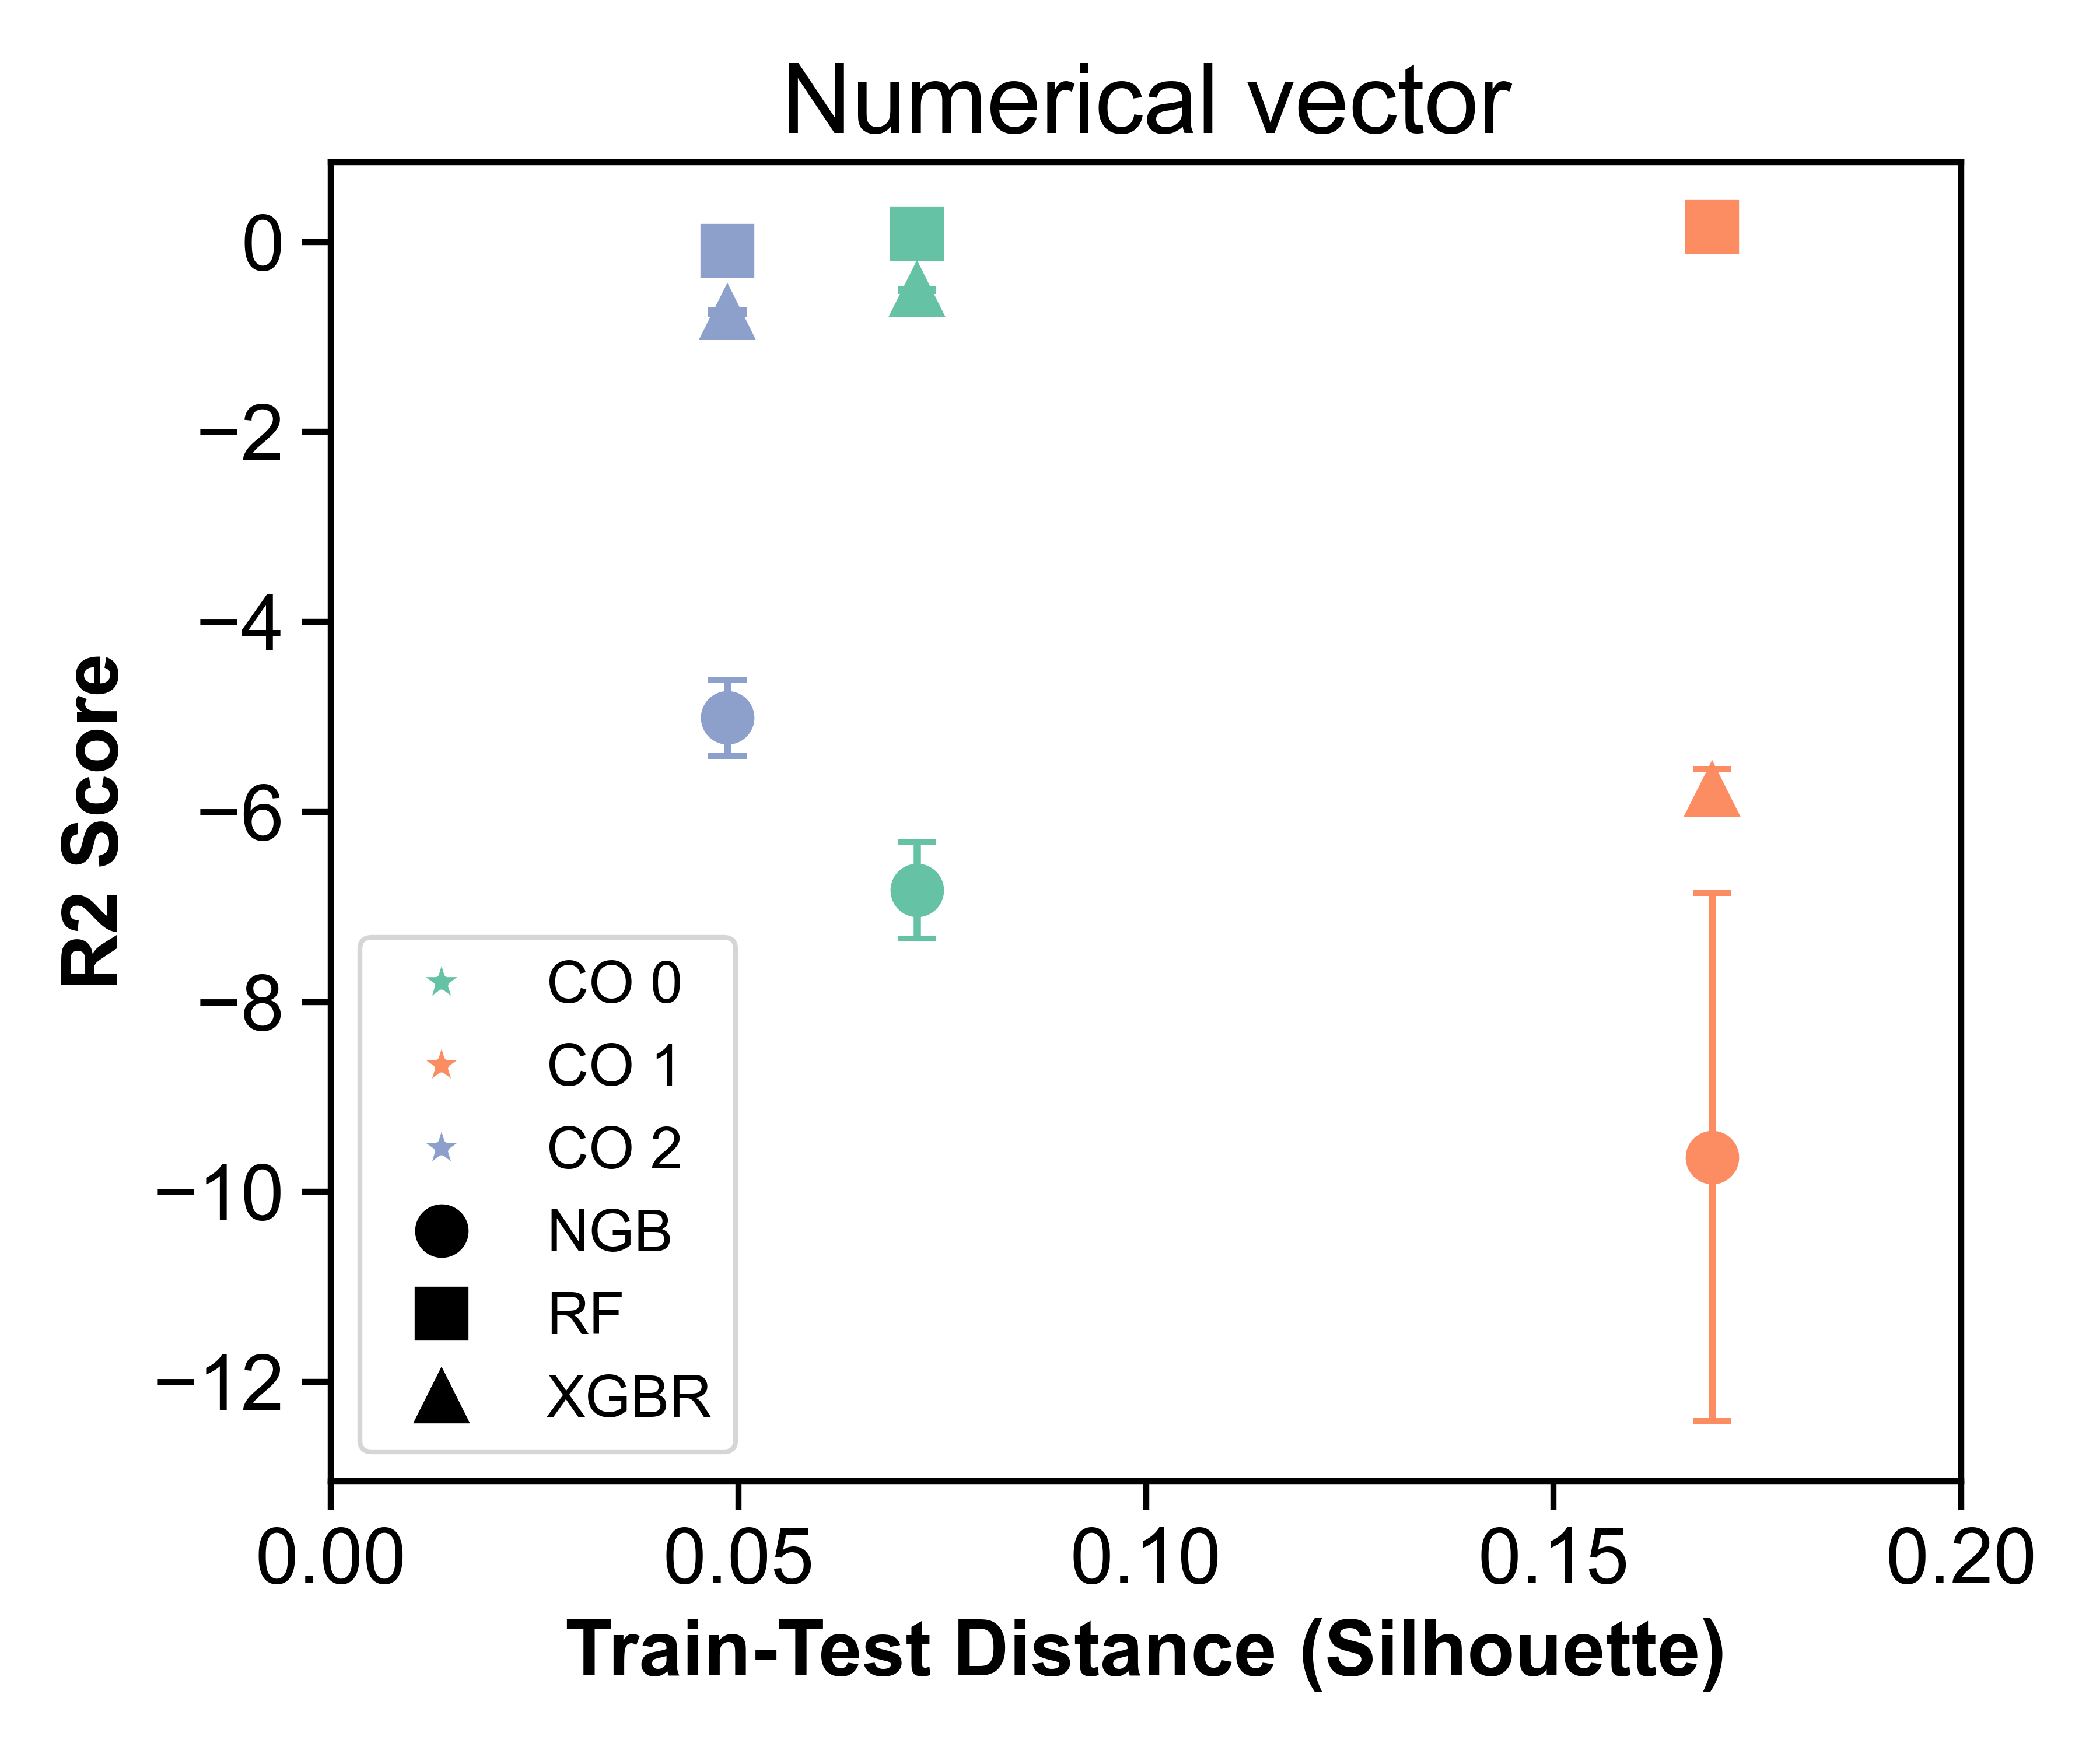 Numerical vector
R2 Score
0
−2
−4
−6
−8
−10
−12
CO 0
CO 1
CO 2
NGB
RF
XGBR
0.00 0.05 0.10 0.15 0.20
Train-Test Distance (Silhouette)